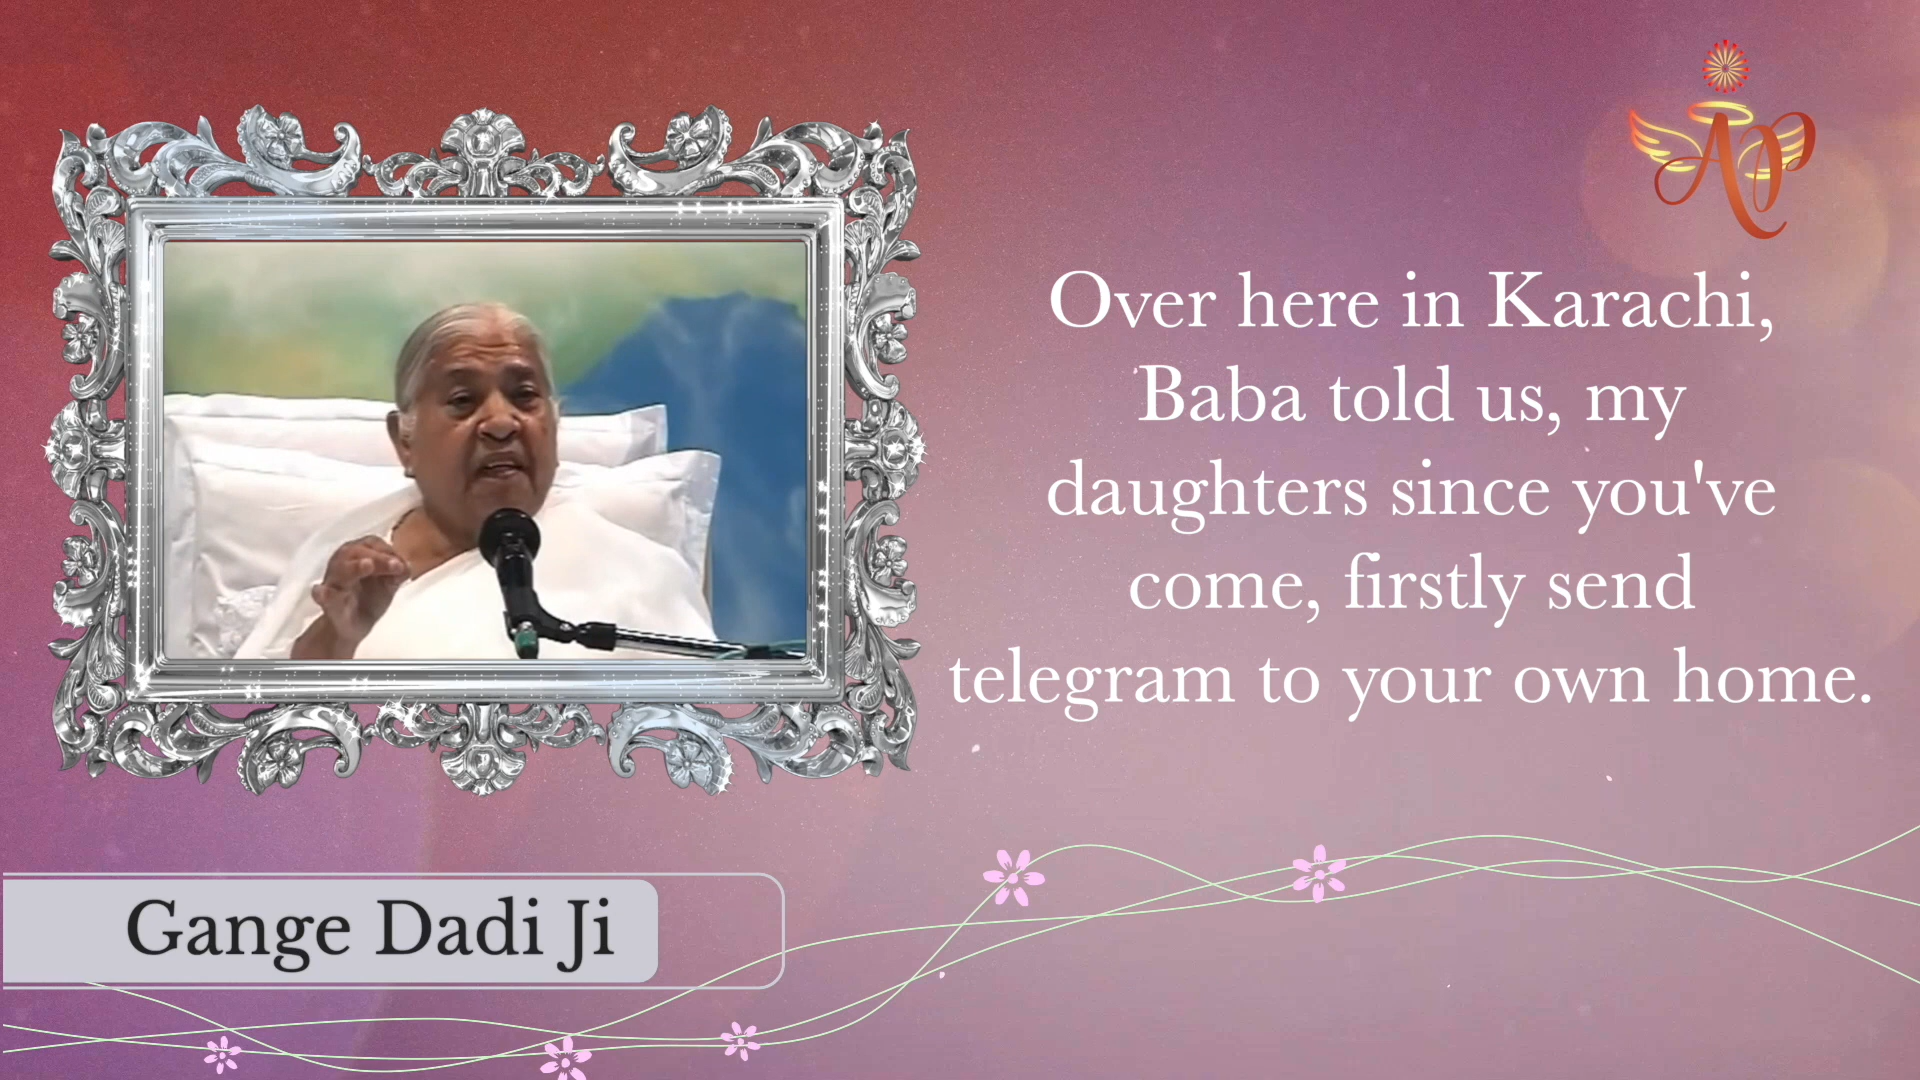 AP
Over here in Karachi,
Baba told us, my
daughters since you've
come, firstly send
telegram to your own home.
Gange Dadi Ji